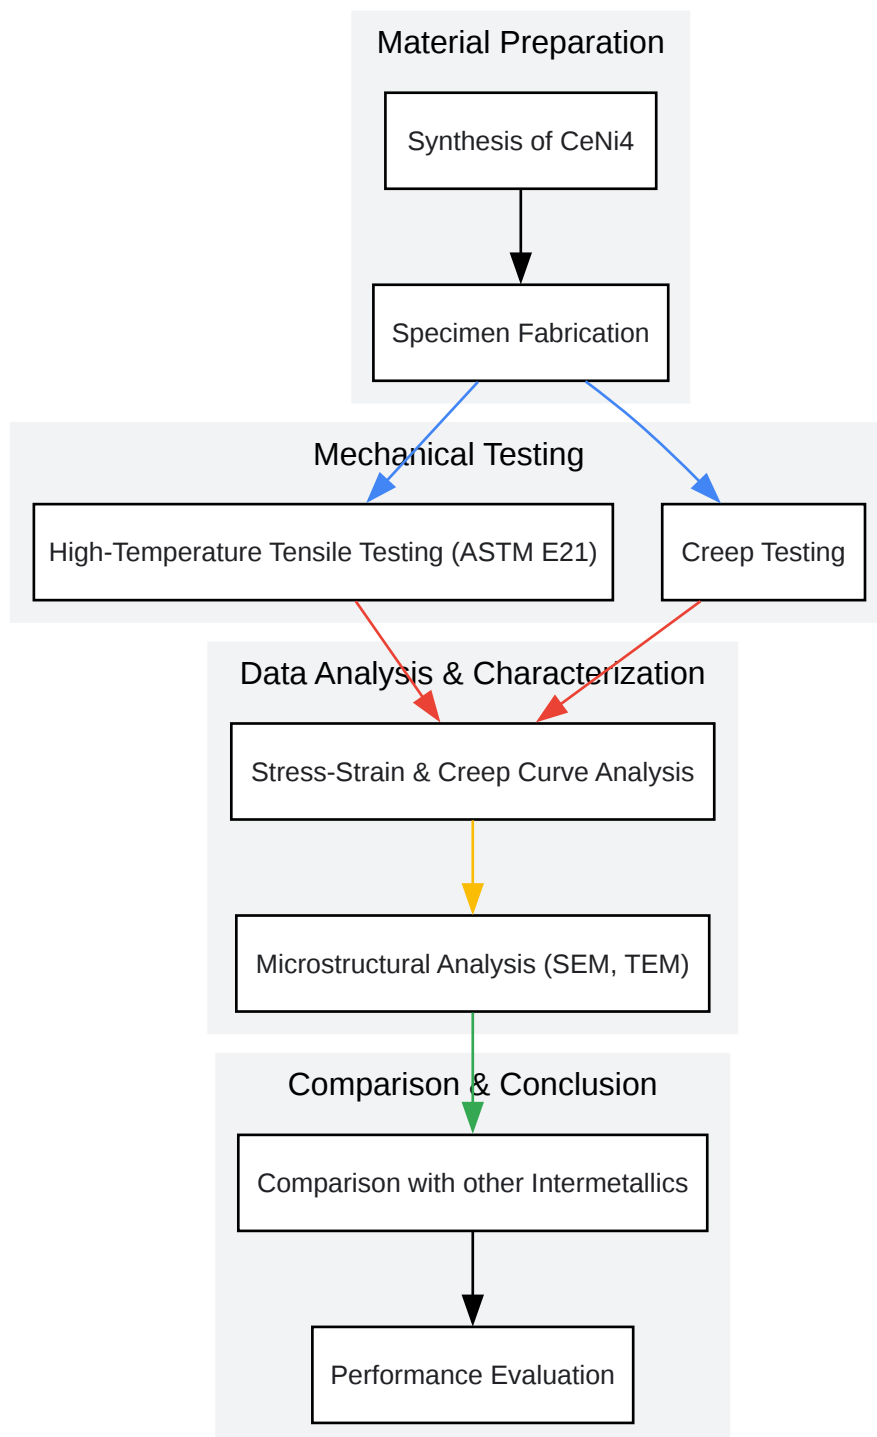 Material Preparation
Synthesis of CeNi4
Specimen Fabrication
Mechanical Testing
High-Temperature Tensile Testing (ASTM E21)
Creep Testing
Data Analysis & Characterization
Stress-Strain & Creep Curve Analysis
Microstructural Analysis (SEM, TEM)
Comparison & Conclusion
Comparison with other Intermetallics
Performance Evaluation